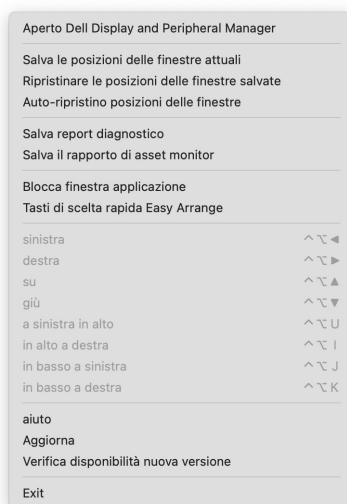 Aperto Dell Display and Peripheral Manager
Salva le posizioni delle finestre attuali
Ripristinare le posizioni delle finestre salvate
Auto-ripristino posizioni delle finestre
Salva report diagnostico
Salva il rapporto di asset monitor
Blocca finestra applicazione
Tasti di scelta rapida Easy Arrange
sinistra ^⌥◀
destra ^⌥▶
su ^⌥▲
giù ^⌥▼
a sinistra in alto ^⌥U
in alto a destra ^⌥I
in basso a sinistra ^⌥J
in basso a destra ^⌥K
aiuto
Aggiorna
Verifica disponibilità nuova versione
Exit